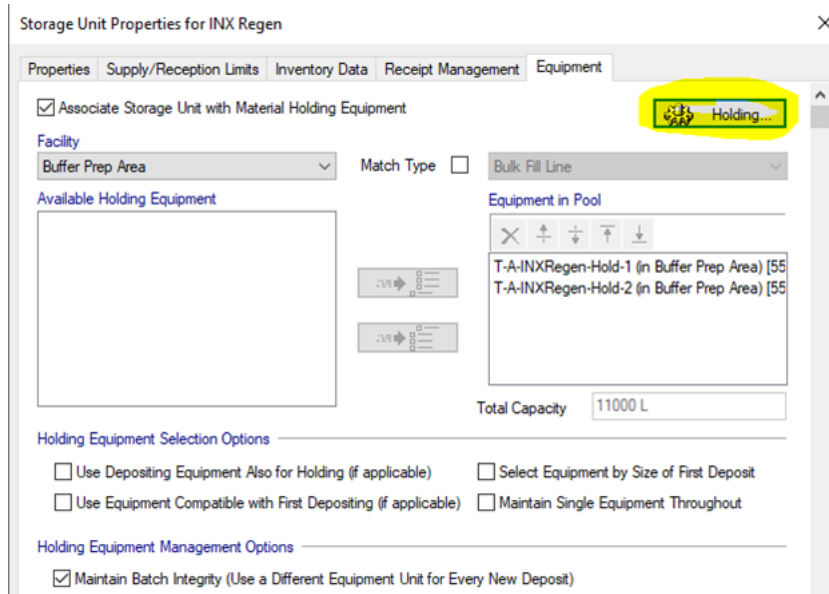 Storage Unit Properties for INX Regen
Properties Supply/Reception Limits Inventory Data Receipt Management Equipment
Associate Storage Unit with Material Holding Equipment
Holding...
Facility
Buffer Prep Area
Match Type
Bulk Fill Line
Available Holding Equipment
Equipment in Pool
T-A-INXRegen-Hold-1 (in Buffer Prep Area) [55
T-A-INXRegen-Hold-2 (in Buffer Prep Area) [55
Total Capacity
11000 L
Holding Equipment Selection Options
Use Depositing Equipment Also for Holding (if applicable)
Select Equipment by Size of First Deposit
Use Equipment Compatible with First Depositing (if applicable)
Maintain Single Equipment Throughout
Holding Equipment Management Options
Maintain Batch Integrity (Use a Different Equipment Unit for Every New Deposit)